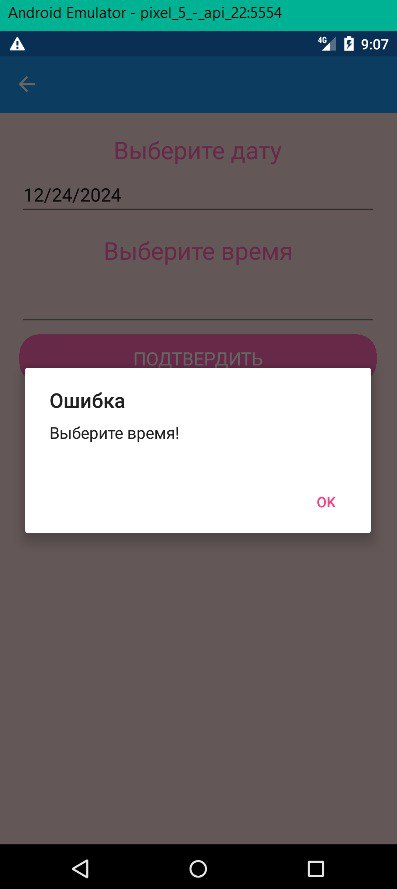 Android Emulator - pixel_5_-_api_22:5554
4G 9:07
Выберите дату
12/24/2024
Выберите время
ПОДТВЕРДИТЬ
Ошибка
Выберите время!
OK